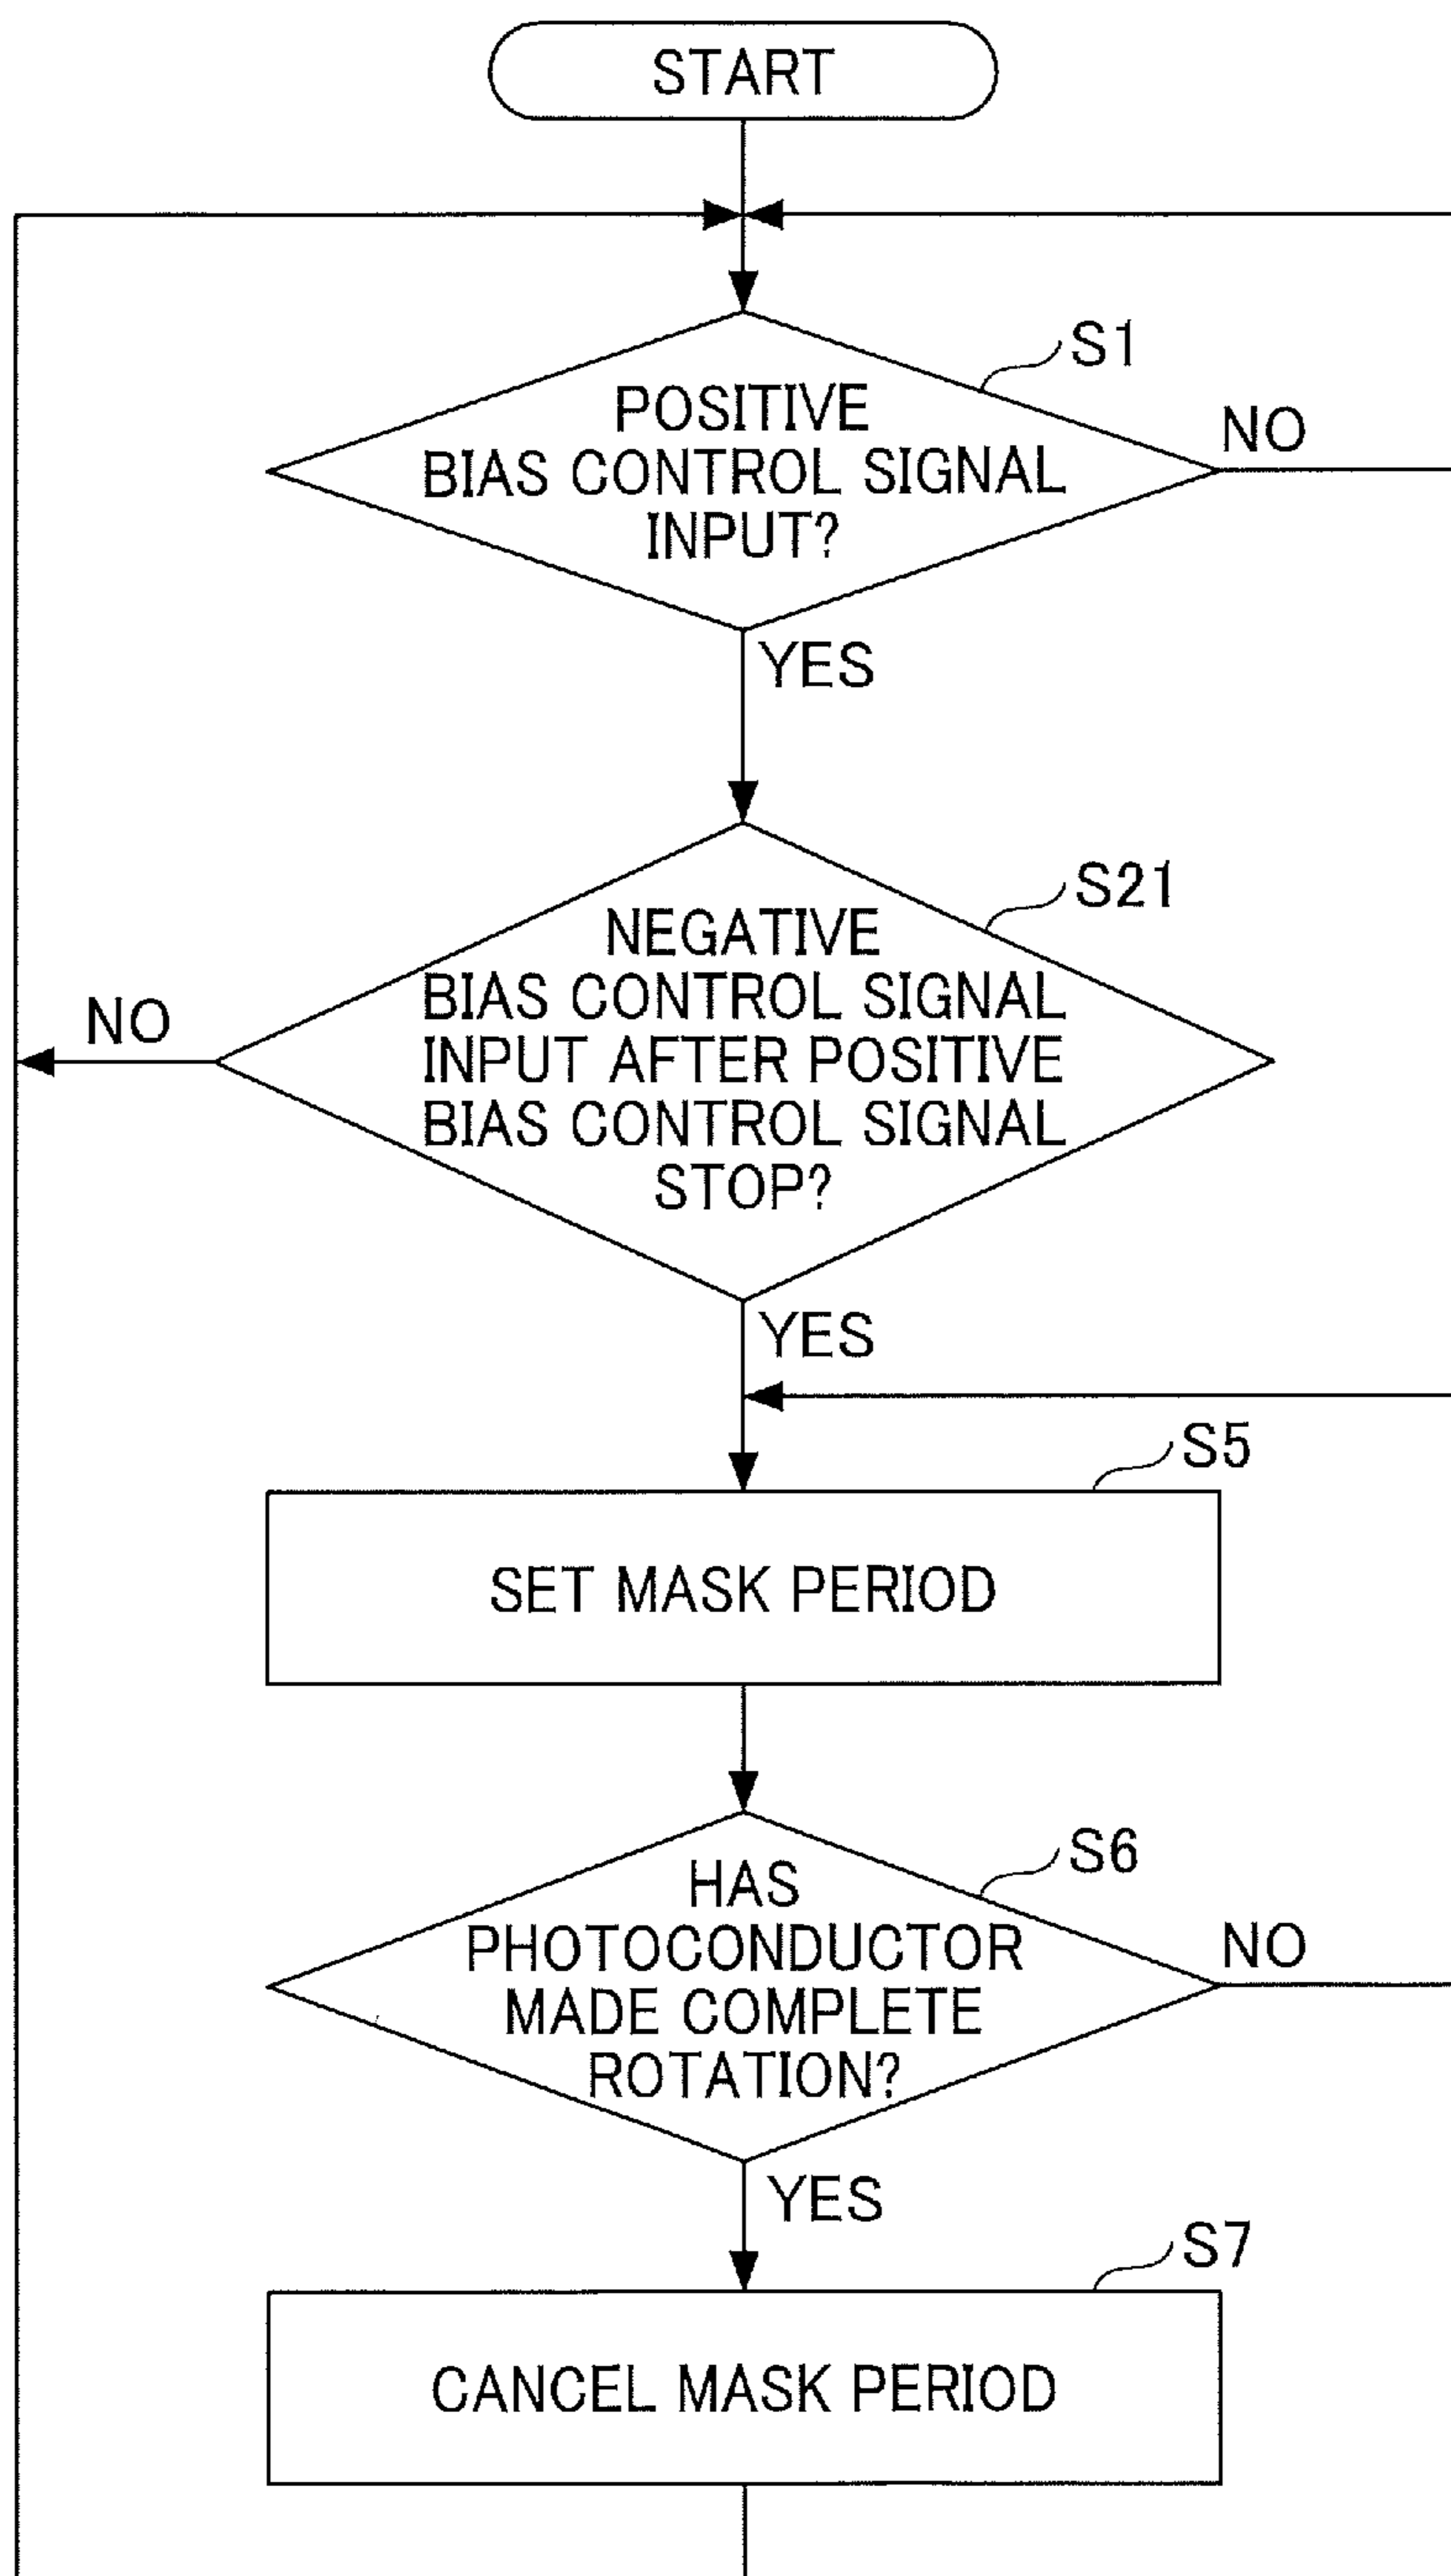 START
S1
POSITIVE
BIAS CONTROL SIGNAL
INPUT?
NO
YES
S21
NEGATIVE
BIAS CONTROL SIGNAL
INPUT AFTER POSITIVE
BIAS CONTROL SIGNAL
STOP?
NO
YES
S5
SET MASK PERIOD
S6
HAS
PHOTOCONDUCTOR
MADE COMPLETE
ROTATION?
NO
YES
S7
CANCEL MASK PERIOD